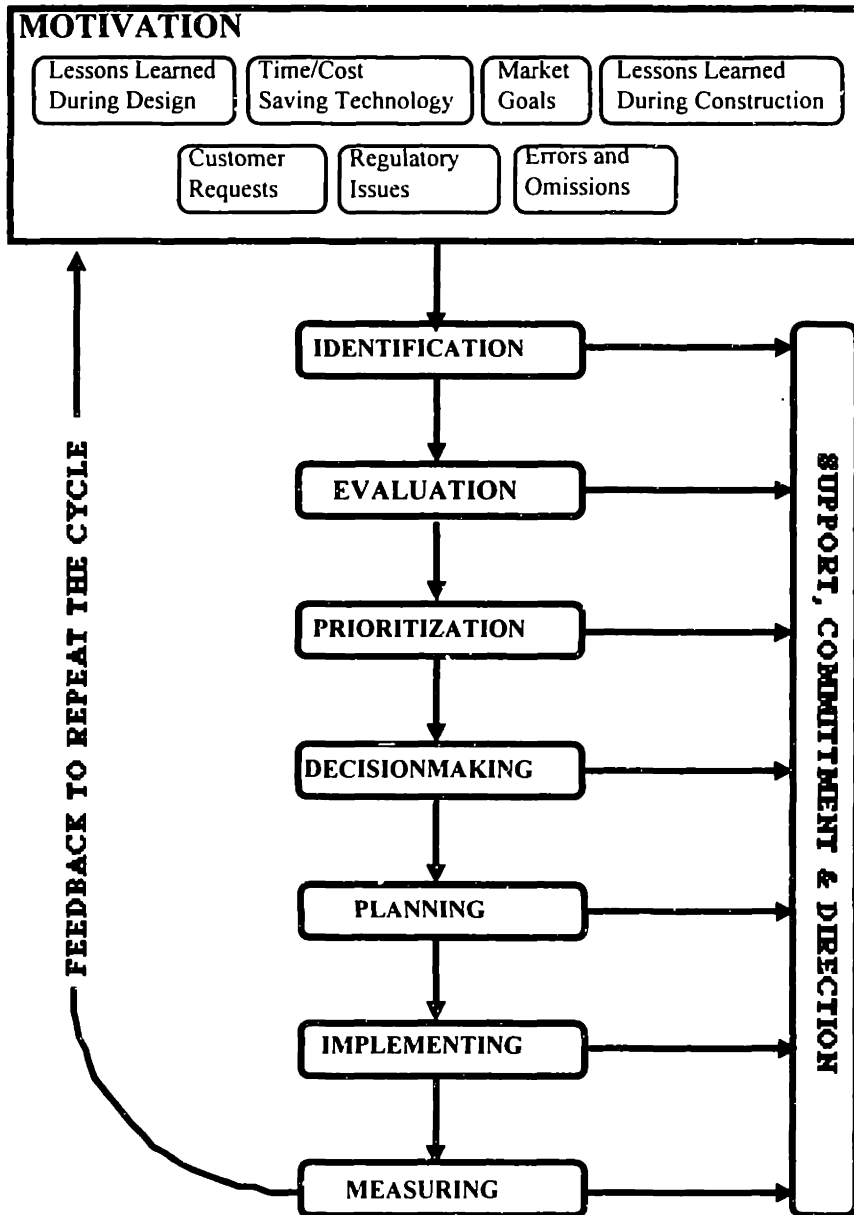 MOTIVATION
Lessons Learned
During Design
Time/Cost
Saving Technology
Market
Goals
Lessons Learned
During Construction
Customer
Requests
Regulatory
Issues
Errors and
Omissions
IDENTIFICATION
EVALUATION
PRIORITIZATION
DECISIONMAKING
PLANNING
IMPLEMENTING
MEASURING
FEEDBACK TO REPEAT THE CYCLE
SUPPORT, COMMITTMENT & DIRECTION